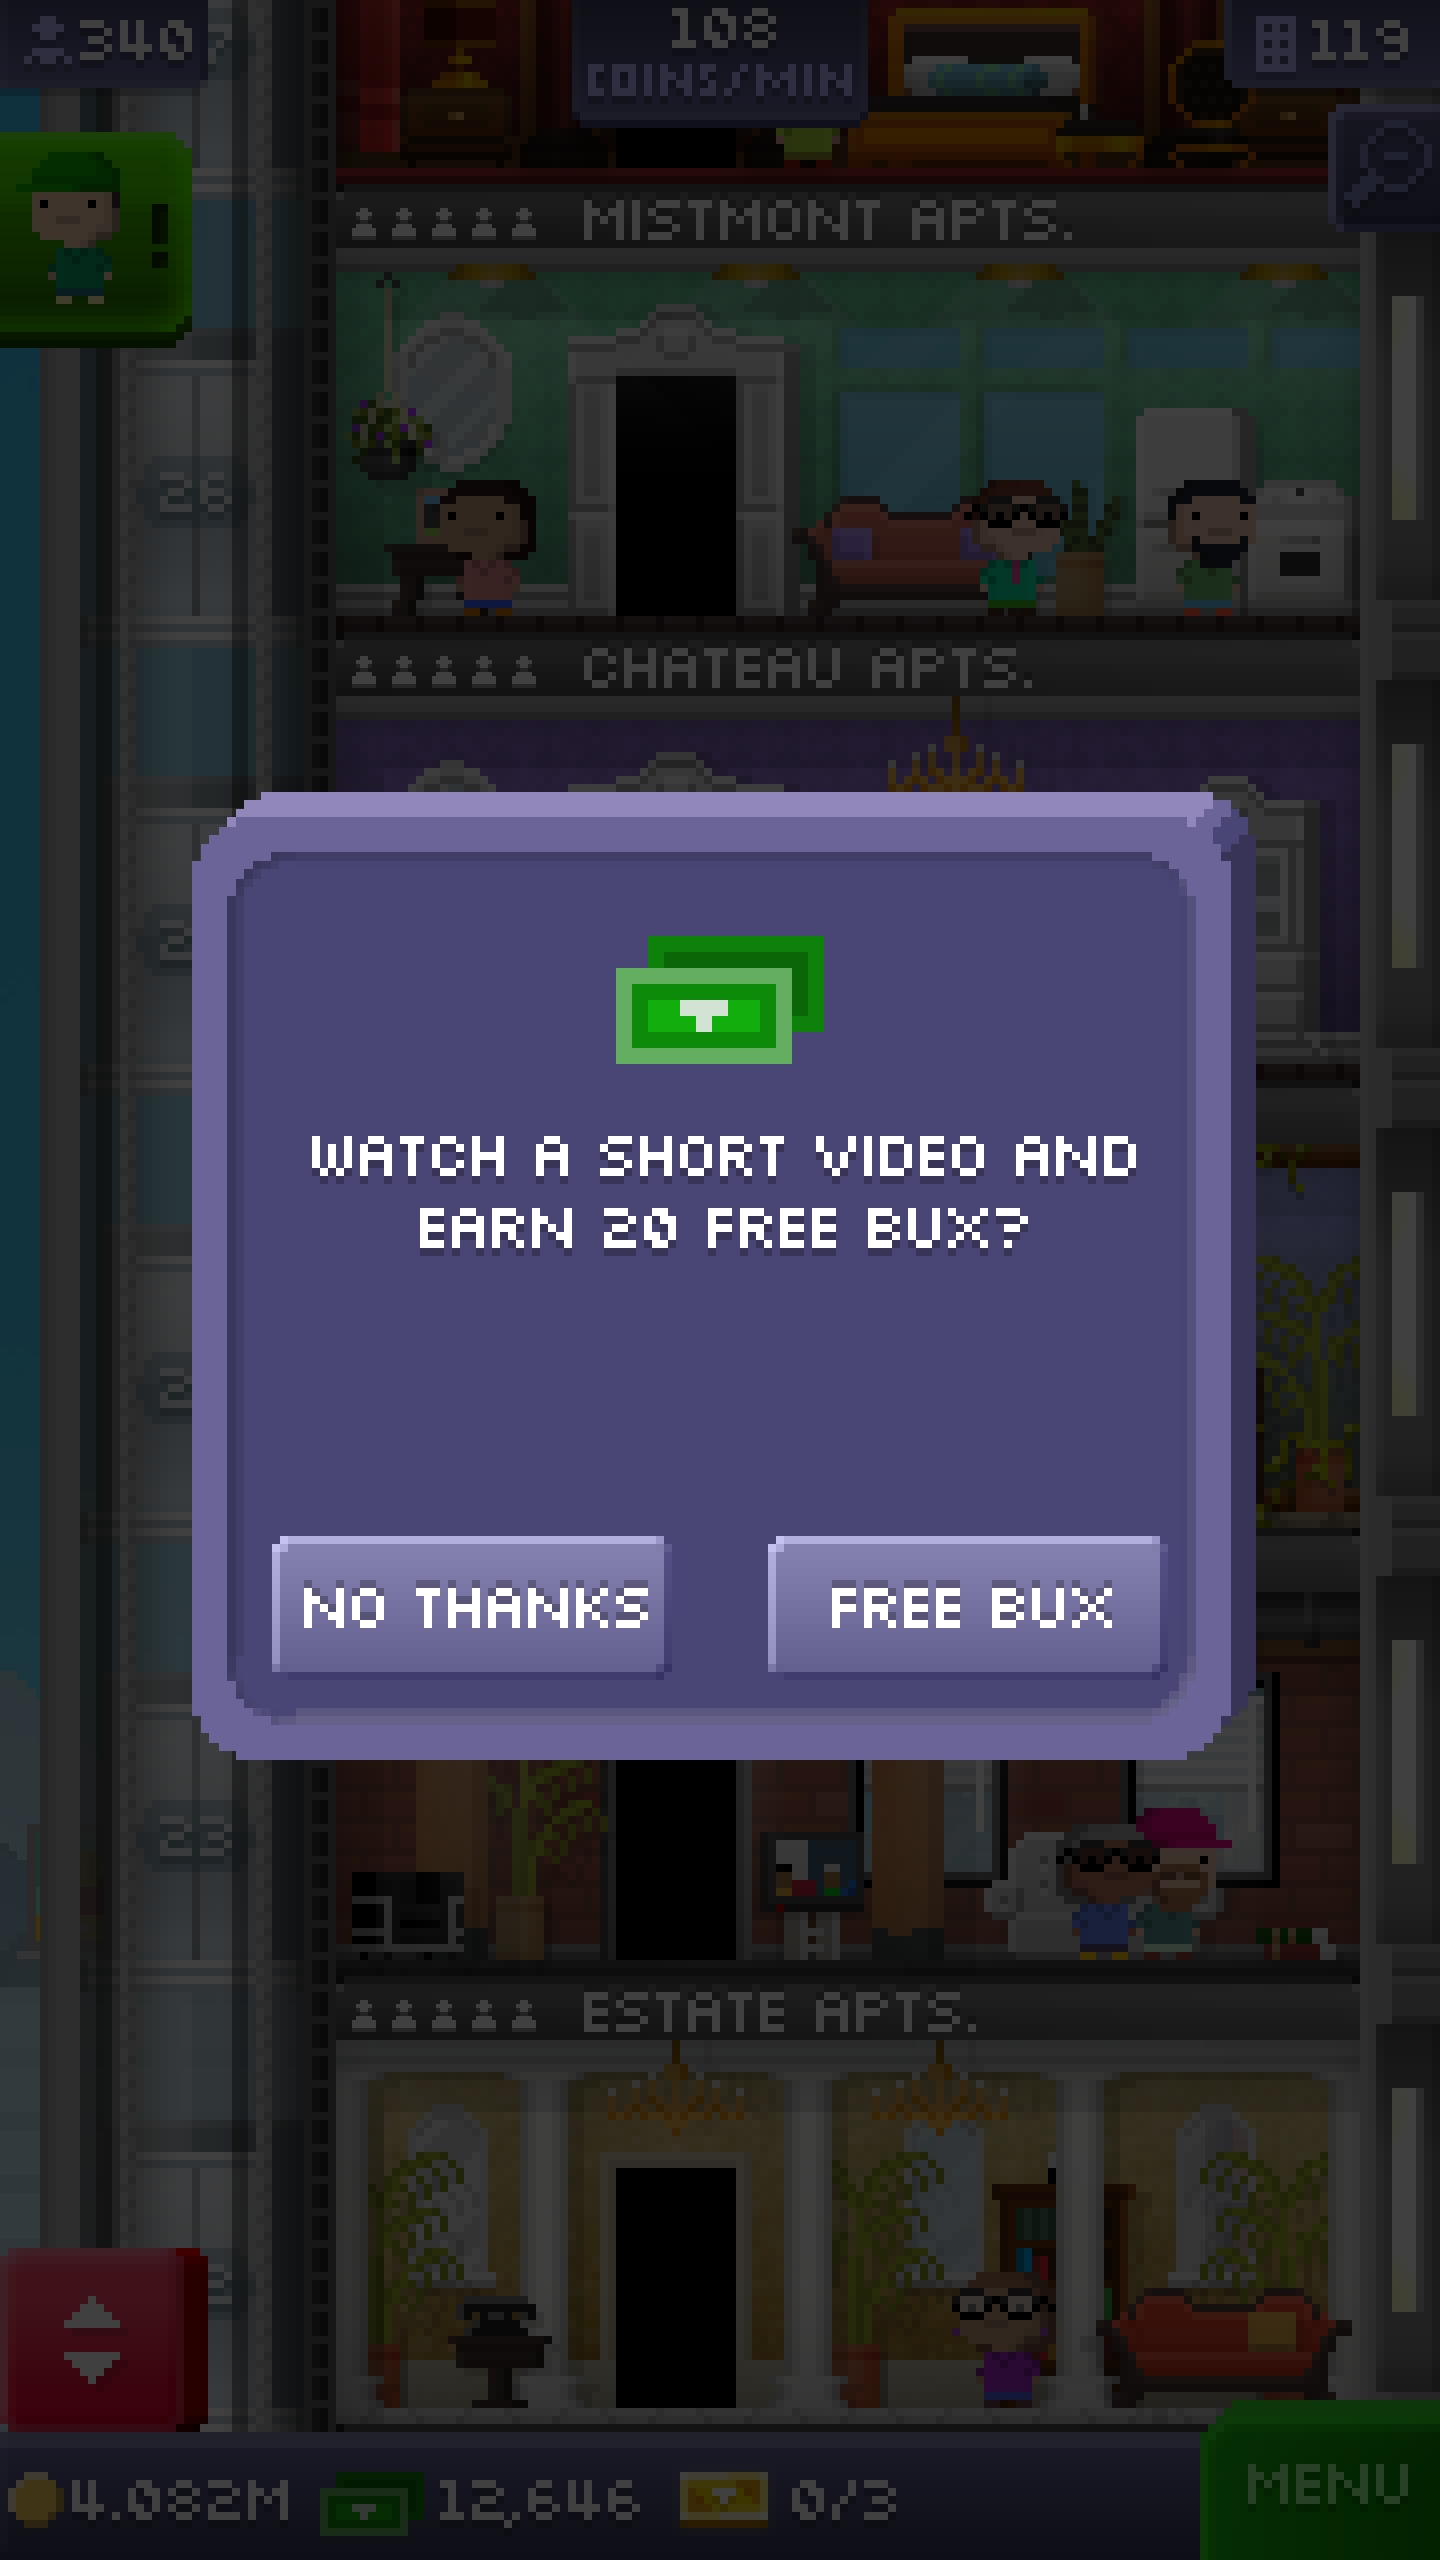 340
108
COINS/MIN
119
!
MISTMONT APTS.
26
CHATEAU APTS.
WATCH A SHORT VIDEO AND
EARN 20 FREE BUX?
NO THANKS
FREE BUX
23
ESTATE APTS.
4.082M
12,646
0/3
MENU